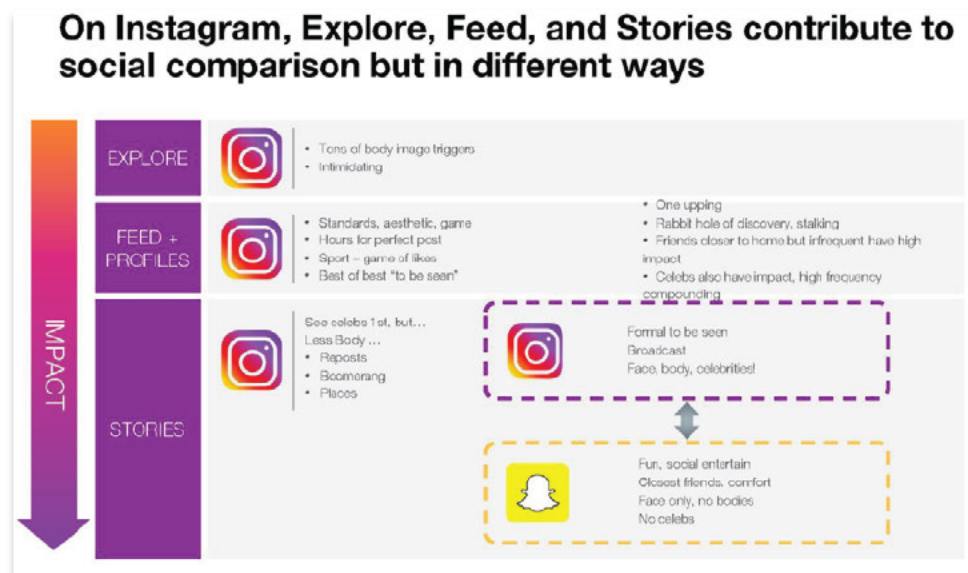 On Instagram, Explore, Feed, and Stories contribute to
social comparison but in different ways
IMPACT
EXPLORE
• Tons of body image triggers
• Intimidating
FEED +
PROFILES
• Standards, aesthetic, game
• Hours for perfect post
• Sport – game of likes
• Best of best "to be seen"
• One upping
• Rabbit hole of discovery, stalking
• Friends closer to home but infrequent have high
impact
• Celebs also have impact, high frequency
compounding
STORIES
See celebs 1st, but...
Less Body ...
• Reposts
• Boomerang
• Places
Formal to be seen
Broadcast
Face, body, celebrities!
Fun, social entertain
Closest friends, comfort
Face only, no bodies
No celebs